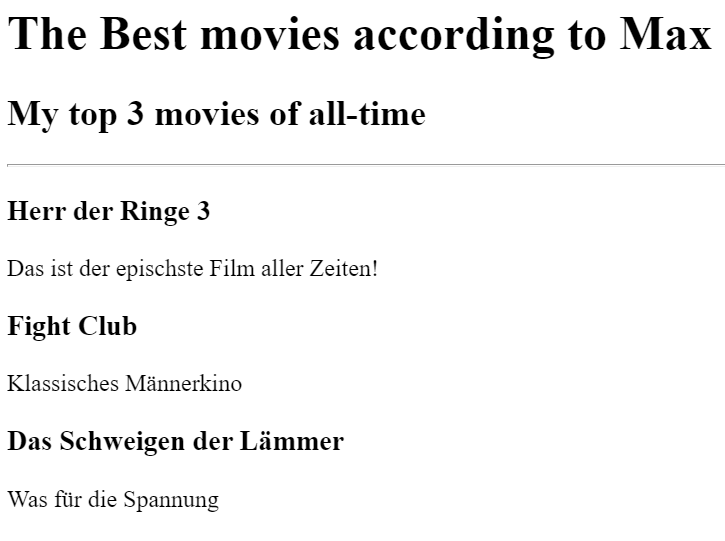 The Best movies according to Max
My top 3 movies of all-time
Herr der Ringe 3
Das ist der epischste Film aller Zeiten!
Fight Club
Klassisches Männerkino
Das Schweigen der Lämmer
Was für die Spannung